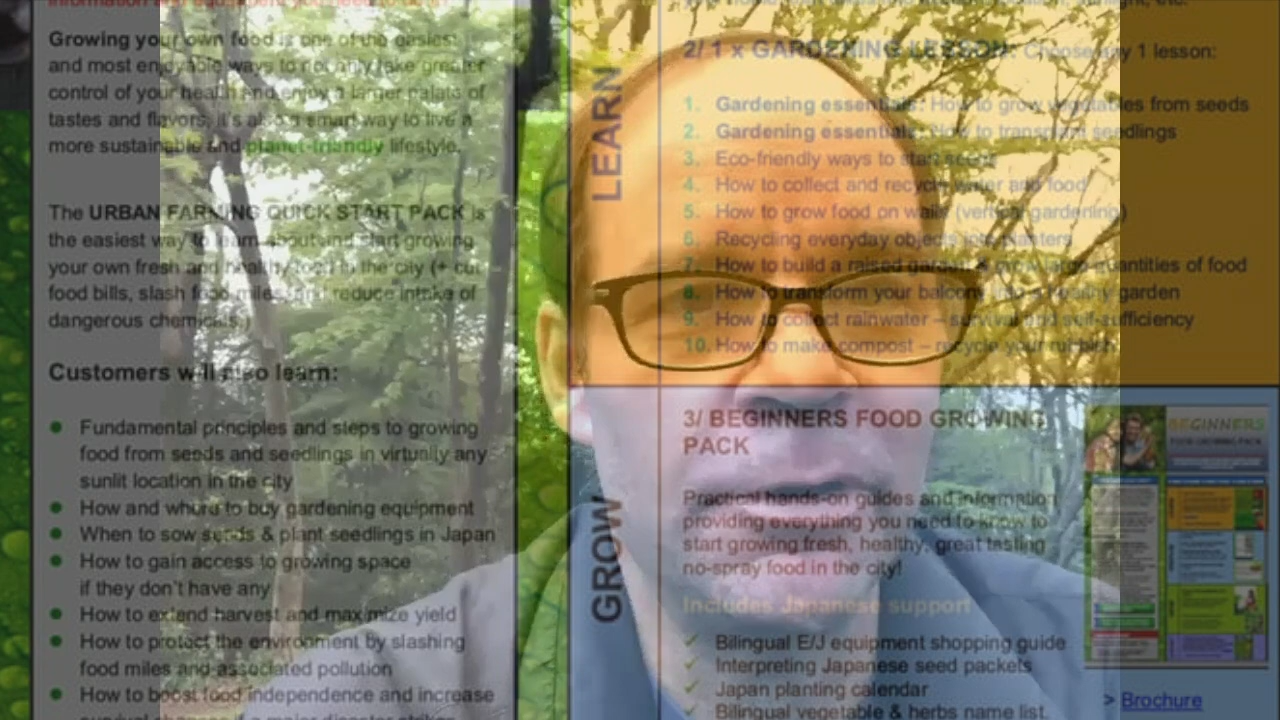 Growing your own food is one of the easiest
and most enjoyable ways to not only take greater
control of your health and enjoy a larger palate of
tastes and flavors, it's also a smart way to live a
more sustainable and planet-friendly lifestyle.
The URBAN FARMING QUICK START PACK is
the easiest way to learn about and start growing
your own fresh and healthy food in the city (+ cut
food bills, slash food miles and reduce intake of
dangerous chemicals.)
Customers will also learn:
Fundamental principles and steps to growing
food from seeds and seedlings in virtually any
sunlit location in the city
How and where to buy gardening equipment
When to sow seeds & plant seedlings in Japan
How to gain access to growing space
if they don't have any
How to extend harvest and maximize yield
How to protect the environment by slashing
food miles and associated pollution
How to boost food independence and increase
LEARN
2/ 1 x GARDENING LESSON: Choose any 1 lesson:
1. Gardening essentials: How to grow vegetables from seeds
2. Gardening essentials: How to transplant seedlings
3. Eco-friendly ways to start seeds
4. How to collect and recycle water and food
5. How to grow food on walls (vertical gardening)
6. Recycling everyday objects into planters
7. How to build a raised garden & grow large quantities of food
8. How to transform your balcony into a healthy garden
9. How to collect rainwater – survival and self-sufficiency
10. How to make compost – recycle your rubbish
GROW
3/ BEGINNERS FOOD GROWING
PACK
Practical hands-on guides and information
providing everything you need to know to
start growing fresh, healthy, great tasting
no-spray food in the city!
Includes Japanese support
✓ Bilingual E/J equipment shopping guide
✓ Interpreting Japanese seed packets
✓ Japan planting calendar
✓ Bilingual vegetable & herbs name list
BEGINNERS
FOOD GROWING PACK
> Brochure